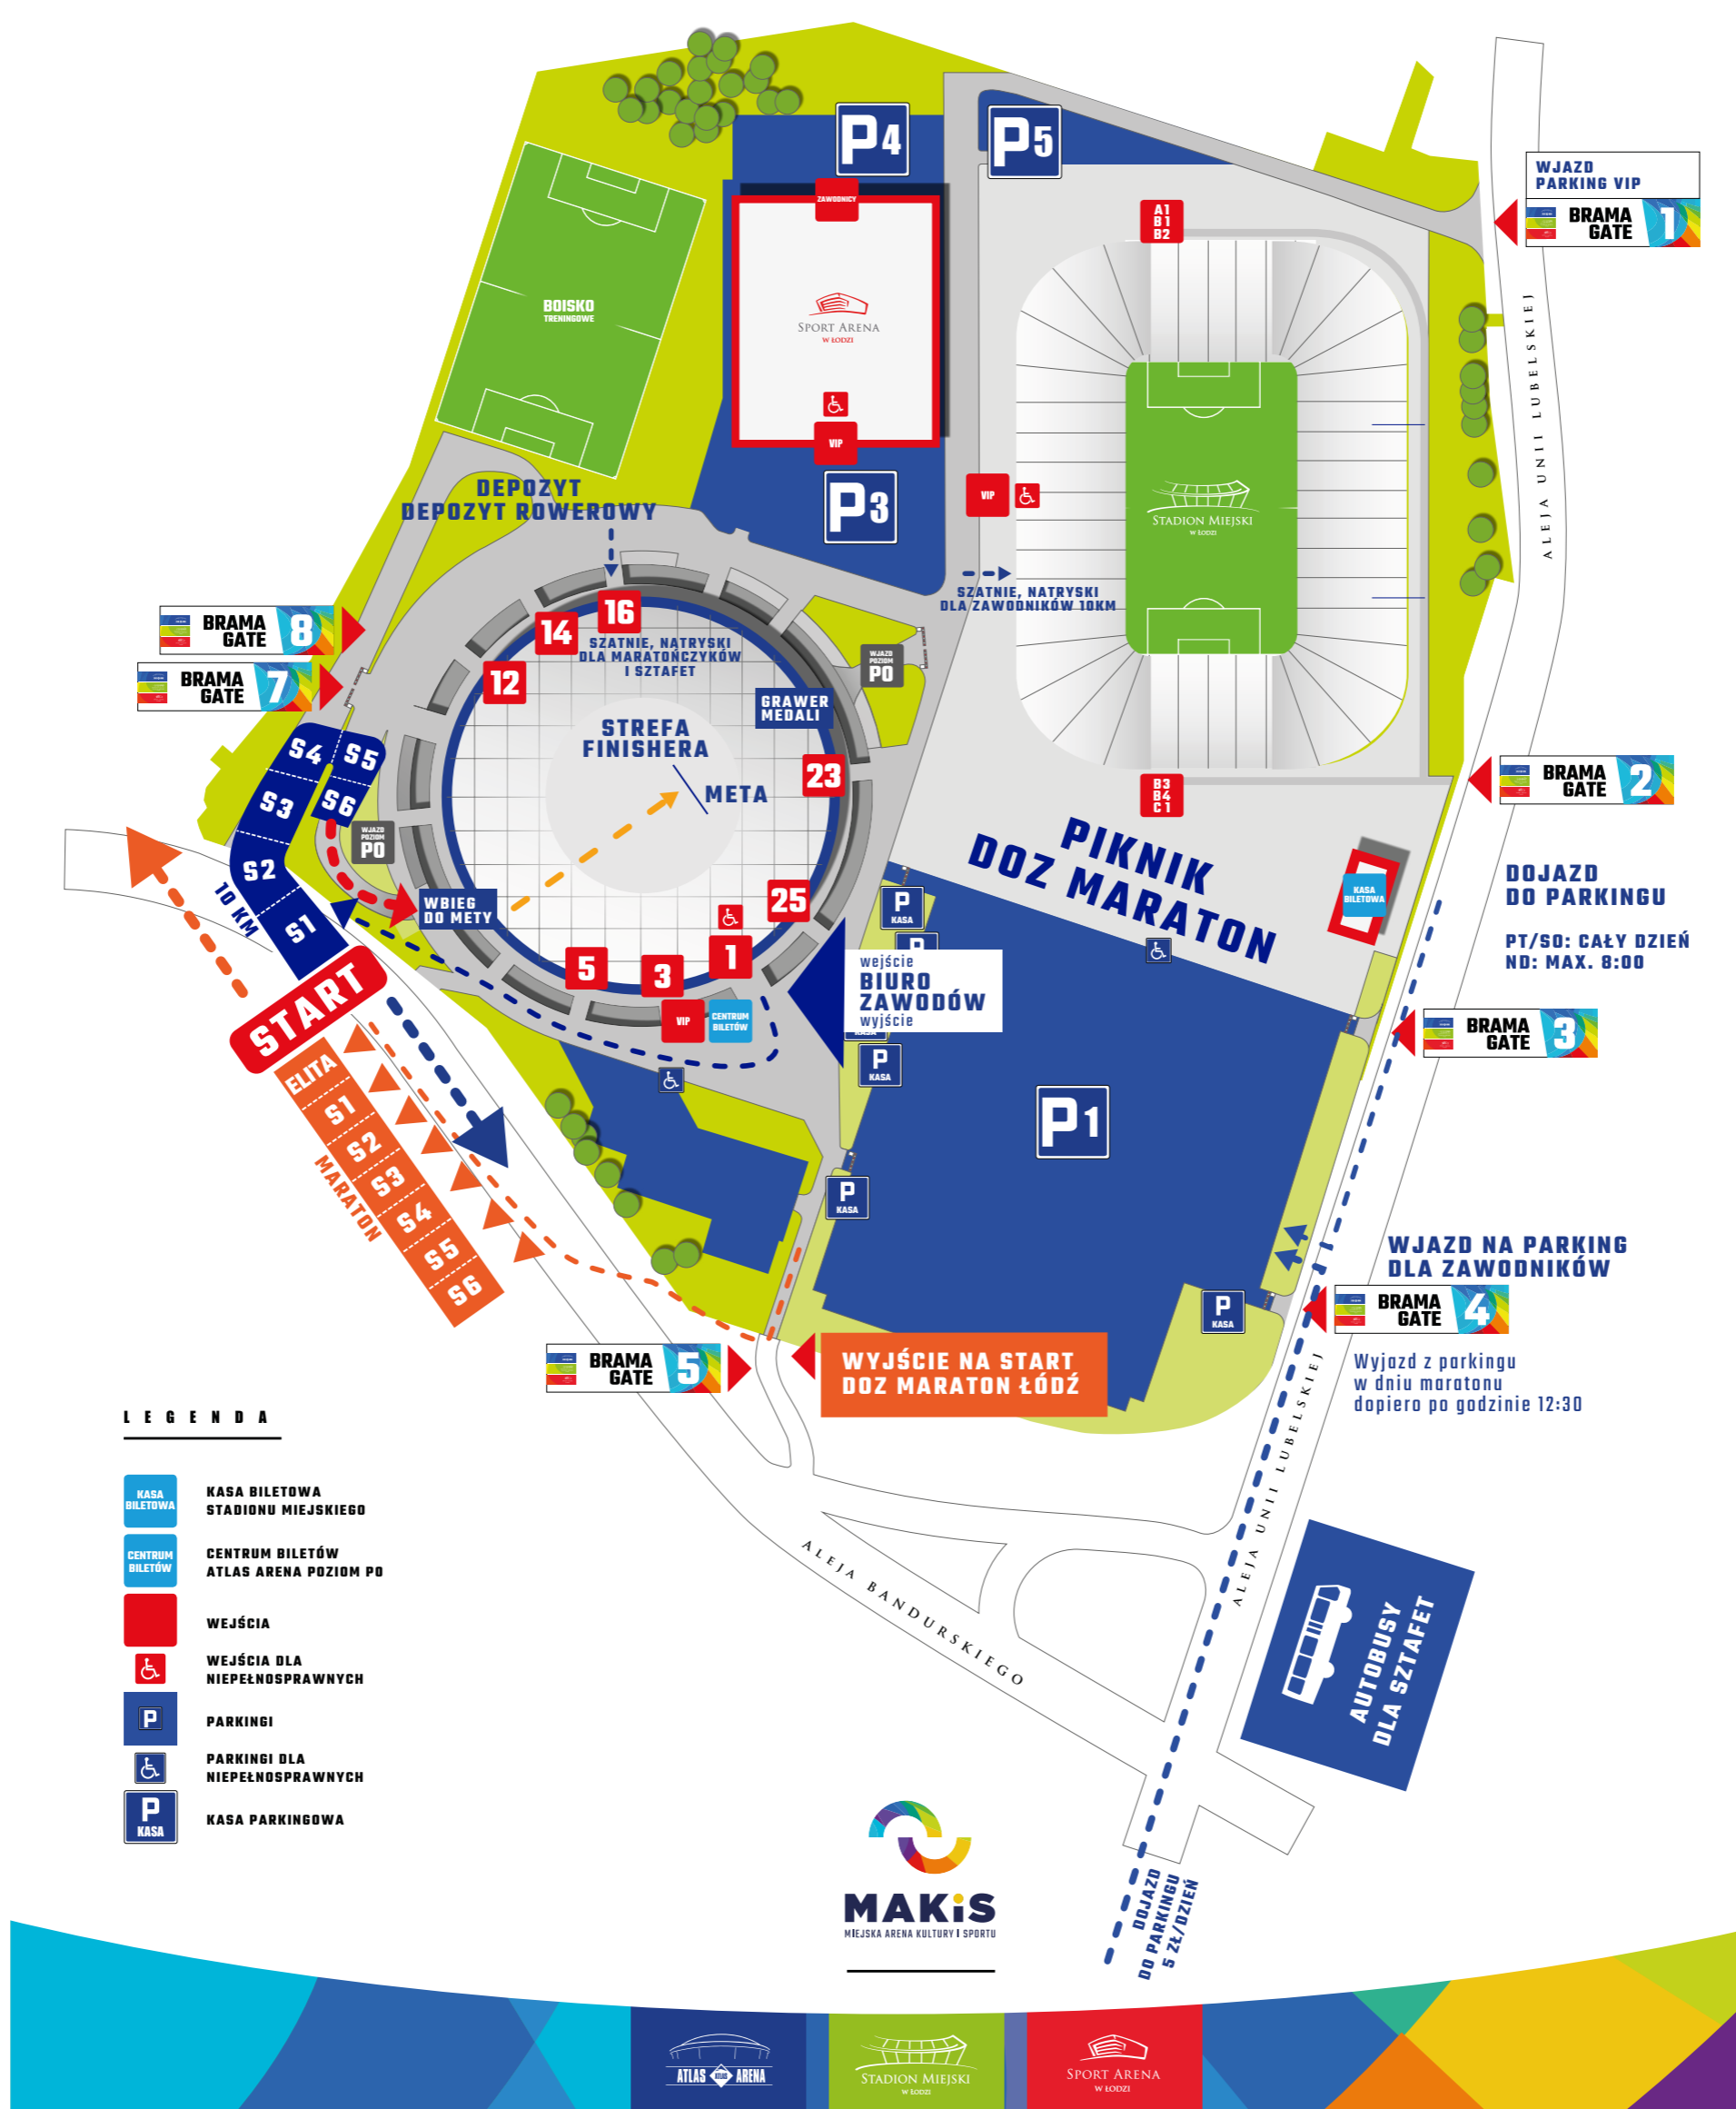 P4
P5
WJAZD
PARKING VIP
BRAMA
GATE
1
ZAWODNICY
A1
B1
B2
BOISKO
TRENINGOWE
SPORT ARENA
W ŁODZI
VIP
P3
ALEJA UNII LUBELSKIEJ
VIP
STADION MIEJSKI
W ŁODZI
DEPOZYT
DEPOZYT ROWEROWY
SZATNIE, NATRYSKI
DLA ZAWODNIKÓW 10KM
BRAMA
GATE
8
BRAMA
GATE
7
16
14
12
SZATNIE, NATRYSKI
DLA MARATOŃCZYKÓW
I SZTAFET
WJAZD
POZIOM
PO
GRAWER
MEDALI
STREFA
FINISHERA
META
23
B3
B4
C1
BRAMA
GATE
2
S4
S5
S3
S6
S2
S1
10 KM
WJAZD
POZIOM
PO
WBIEG
DO METY
25
1
3
5
VIP
CENTRUM
BILETÓW
PIKNIK
DOZ MARATON
KASA
BILETOWA
DOJAZD
DO PARKINGU
PT/SO: CAŁY DZIEŃ
ND: MAX. 8:00
P
KASA
P
wejście
BIURO
ZAWODÓW
wyjście
KASA
P
KASA
BRAMA
GATE
3
START
ELITA
S1
S2
S3
S4
S5
S6
MARATON
P1
P
KASA
WJAZD NA PARKING
DLA ZAWODNIKÓW
BRAMA
GATE
4
P
KASA
Wyjazd z parkingu
w dniu maratonu
dopiero po godzinie 12:30
BRAMA
GATE
5
WYJŚCIE NA START
DOZ MARATON ŁÓDŹ
ALEJA UNII LUBELSKIEJ
ALEJA BANDURSKIEGO
AUTOBUSY
DLA SZTAFET
DOJAZD
DO PARKINGU
5 ZŁ/DZIEŃ
LEGENDA
KASA
BILETOWA
KASA BILETOWA
STADIONU MIEJSKIEGO
CENTRUM
BILETÓW
CENTRUM BILETÓW
ATLAS ARENA POZIOM PO
WEJŚCIA
WEJŚCIA DLA
NIEPEŁNOSPRAWNYCH
P
PARKINGI
PARKINGI DLA
NIEPEŁNOSPRAWNYCH
P
KASA
KASA PARKINGOWA
MAKiS
MIEJSKA ARENA KULTURY I SPORTU
ATLAS ATLAS ARENA
STADION MIEJSKI
W ŁODZI
SPORT ARENA
W ŁODZI